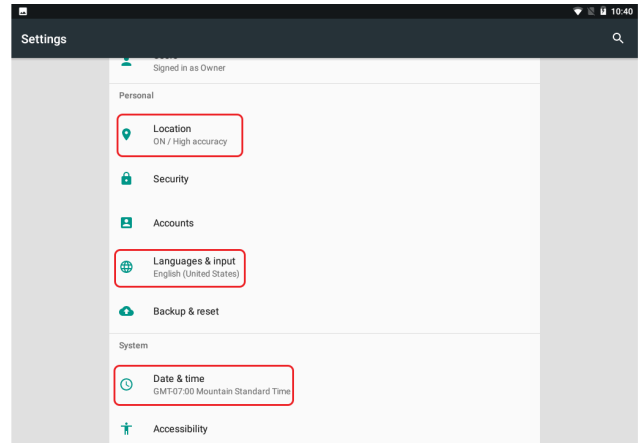 10:40
Settings
Signed in as Owner
Personal
Location
ON / High accuracy
Security
Accounts
Languages & input
English (United States)
Backup & reset
System
Date & time
GMT-07:00 Mountain Standard Time
Accessibility